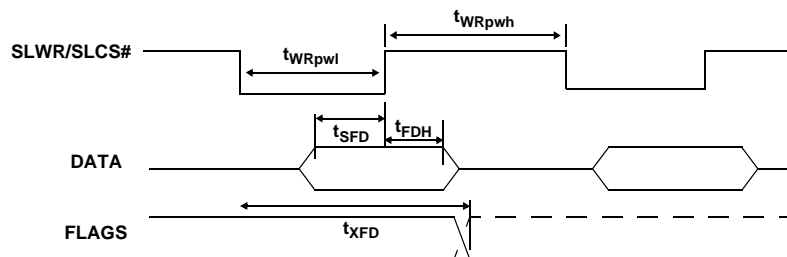 tWRpwh
SLWR/SLCS#
tWRpwl
tSFD
tFDH
DATA
FLAGS
tXFD